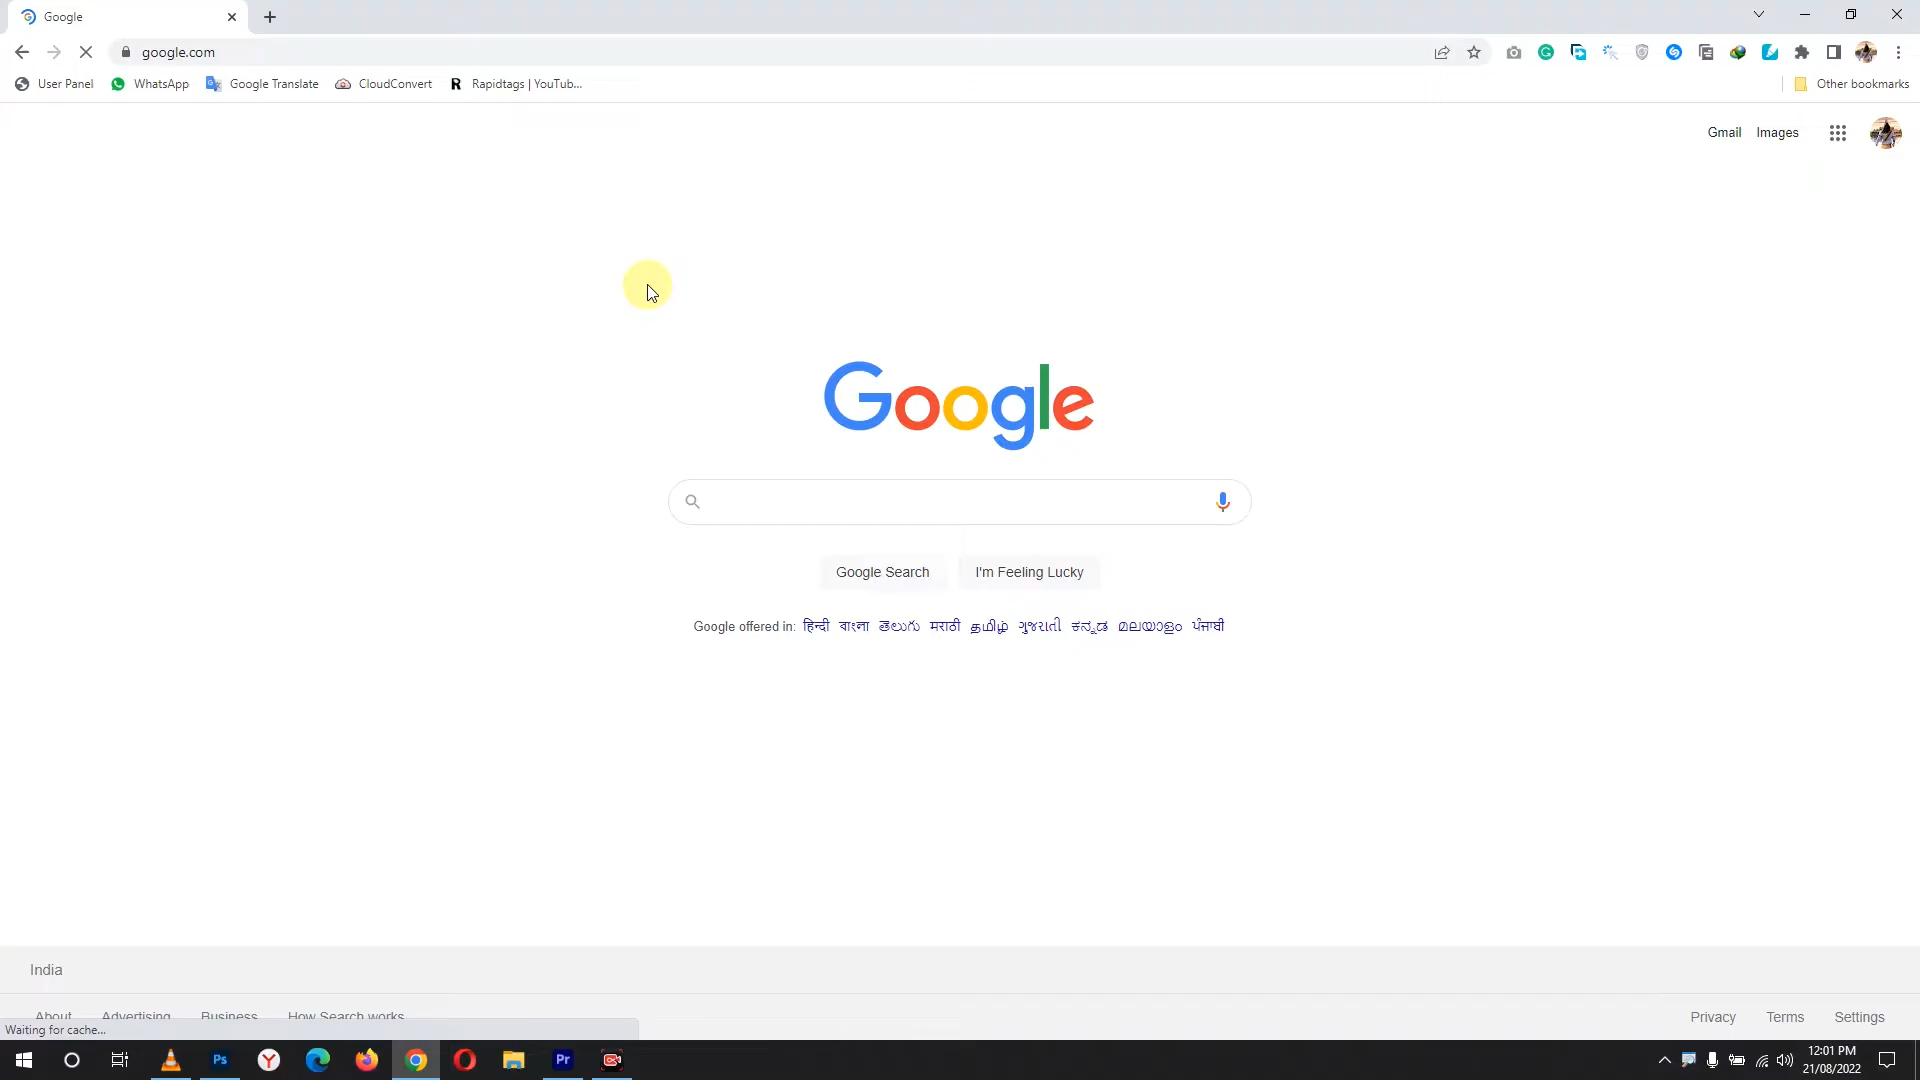 Google
google.com
User Panel WhatsApp Google Translate CloudConvert R Rapidtags | YouTub... Other bookmarks
Gmail Images
Google
Google Search I'm Feeling Lucky
Google offered in: हिन्दी বাংলা తెలుగు मराठी தமிழ் ગુજરાતી ಕನ್ನಡ മലയാളം ਪੰਜਾਬੀ
India
About Advertising Business How Search works Privacy Terms Settings
Waiting for cache...
Ps Pr 12:01 PM
21/08/2022